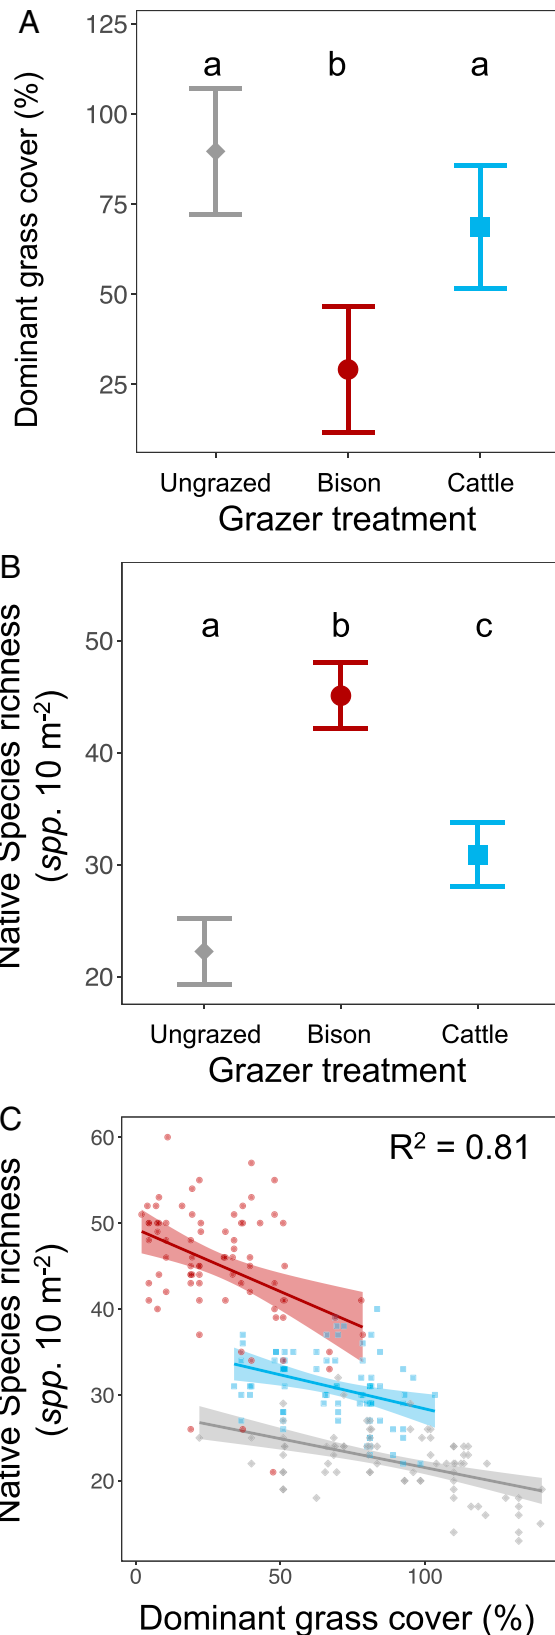 A
Dominant grass cover (%)
125
100
75
50
25
a b a
Ungrazed Bison Cattle
Grazer treatment
B
Native Species richness
(spp. 10 m-2)
50
40
30
20
a b c
Ungrazed Bison Cattle
Grazer treatment
C
Native Species richness
(spp. 10 m-2)
60
50
40
30
20
R2 = 0.81
0 50 100
Dominant grass cover (%)